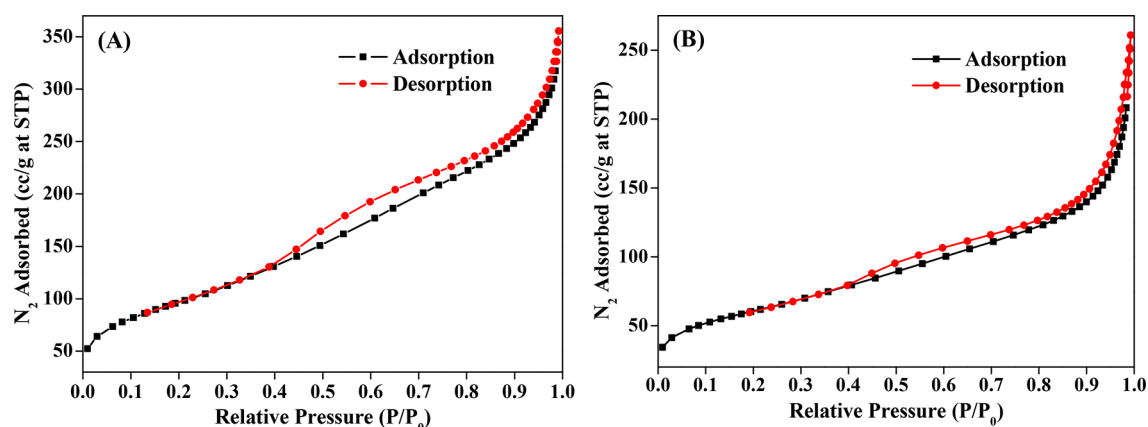 (A)
Adsorption
Desorption
N₂ Adsorbed (cc/g at STP)
350
300
250
200
150
100
50
0.0 0.1 0.2 0.3 0.4 0.5 0.6 0.7 0.8 0.9 1.0
Relative Pressure (P/P₀)
(B)
Adsorption
Desorption
N₂ Adsorbed (cc/g at STP)
250
200
150
100
50
0.0 0.1 0.2 0.3 0.4 0.5 0.6 0.7 0.8 0.9 1.0
Relative Pressure (P/P₀)